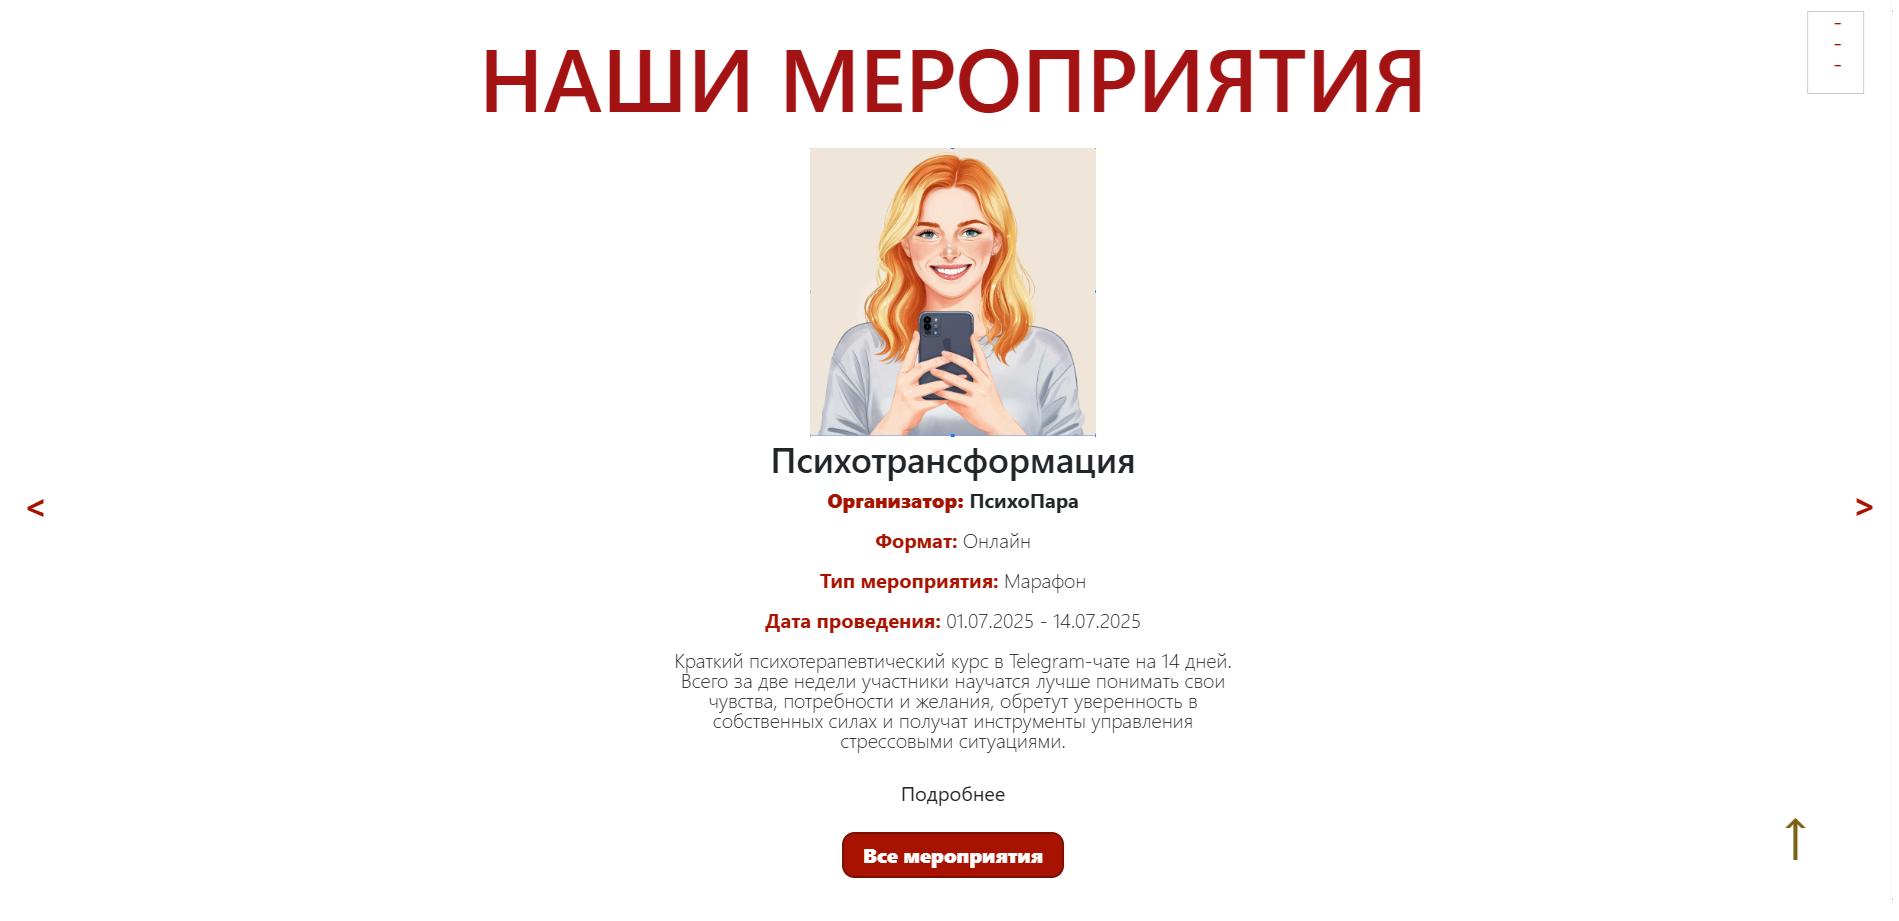 НАШИ МЕРОПРИЯТИЯ
Психотрансформация
Организатор: ПсихоПара
<
>
Формат: Онлайн
Тип мероприятия: Марафон
Дата проведения: 01.07.2025 - 14.07.2025
Краткий психотерапевтический курс в Telegram-чате на 14 дней.
Всего за две недели участники научатся лучше понимать свои
чувства, потребности и желания, обретут уверенность в
собственных силах и получат инструменты управления
стрессовыми ситуациями.
Подробнее
Все мероприятия